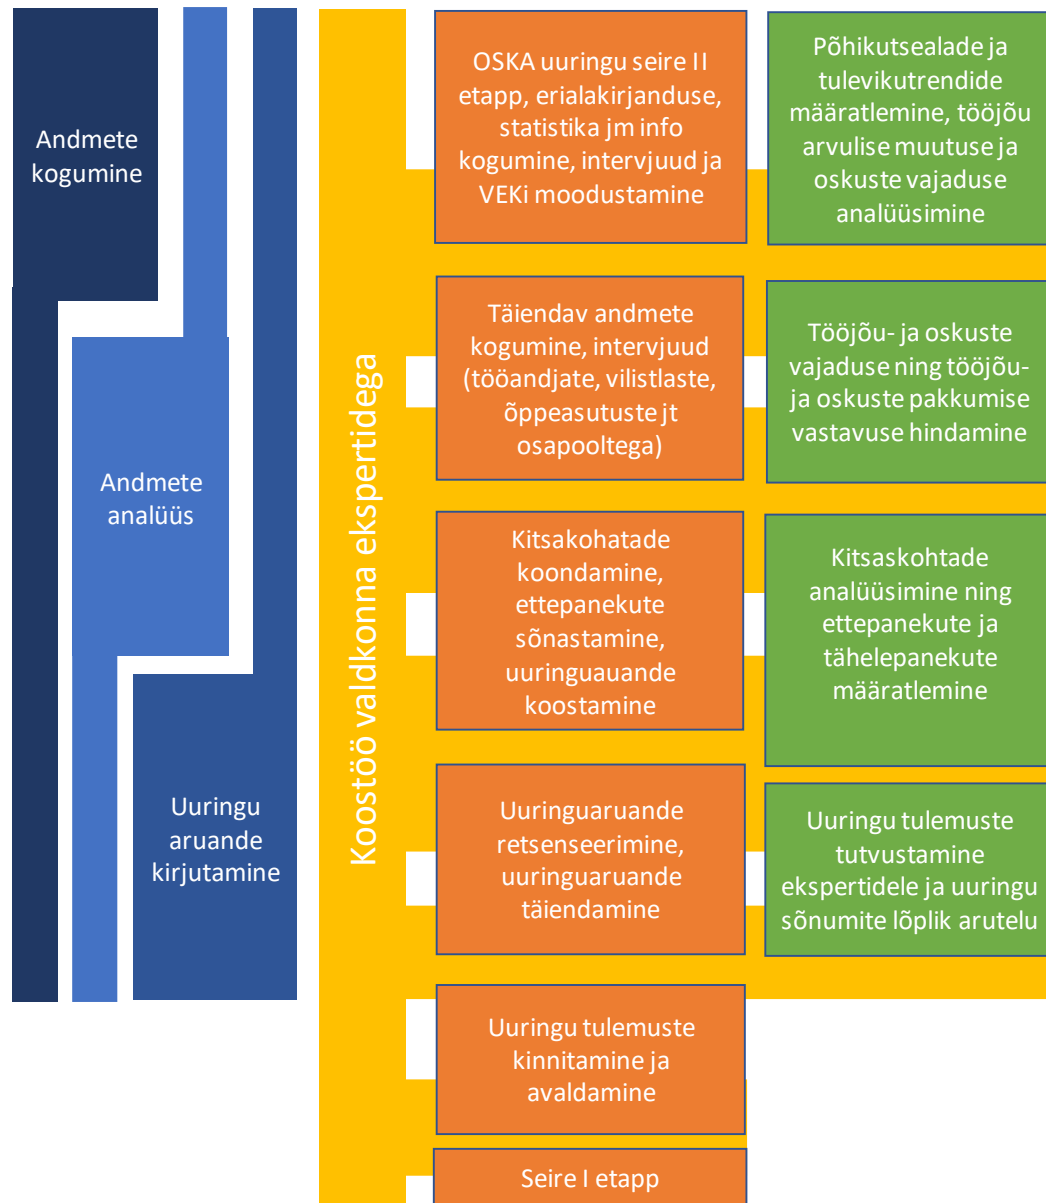 Andmete
kogumine
Andmete
analüüs
Uuringu
aruande
kirjutamine
Koostöö valdkonna ekspertidega
OSKA uuringu seire II
etapp, erialakirjanduse,
statistika jm info
kogumine, intervjuud ja
VEKi moodustamine
Põhikutsealade ja
tulevikutrendide
määratlemine, tööjõu
arvulise muutuse ja
oskuste vajaduse
analüüsimine
Täiendav andmete
kogumine, intervjuud
(tööandjate, vilistlaste,
õppeasutuste jt
osapooltega)
Tööjõu- ja oskuste
vajaduse ning tööjõu-
ja oskuste pakkumise
vastavuse hindamine
Kitsakohatade
koondamine,
ettepanekute
sõnastamine,
uuringuauande
koostamine
Kitsaskohtade
analüüsimine ning
ettepanekute ja
tähelepanekute
määratlemine
Uuringuaruande
retsenseerimine,
uuringuaruande
täiendamine
Uuringu tulemuste
tutvustamine
ekspertidele ja uuringu
sõnumite lõplik arutelu
Uuringu tulemuste
kinnitamine ja
avaldamine
Seire I etapp